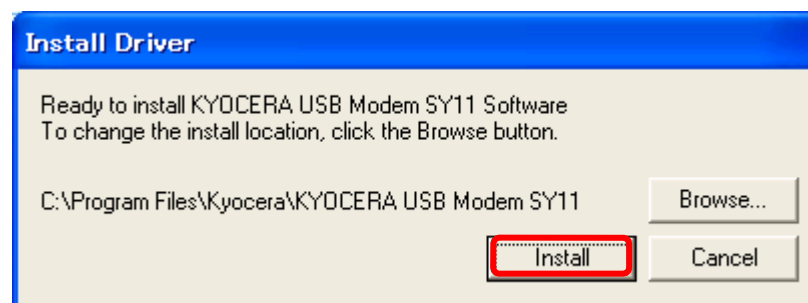 Install Driver
Ready to install KYOCERA USB Modem SY11 Software
To change the install location, click the Browse button.
C:\Program Files\Kyocera\KYOCERA USB Modem SY11
Browse...
Install
Cancel